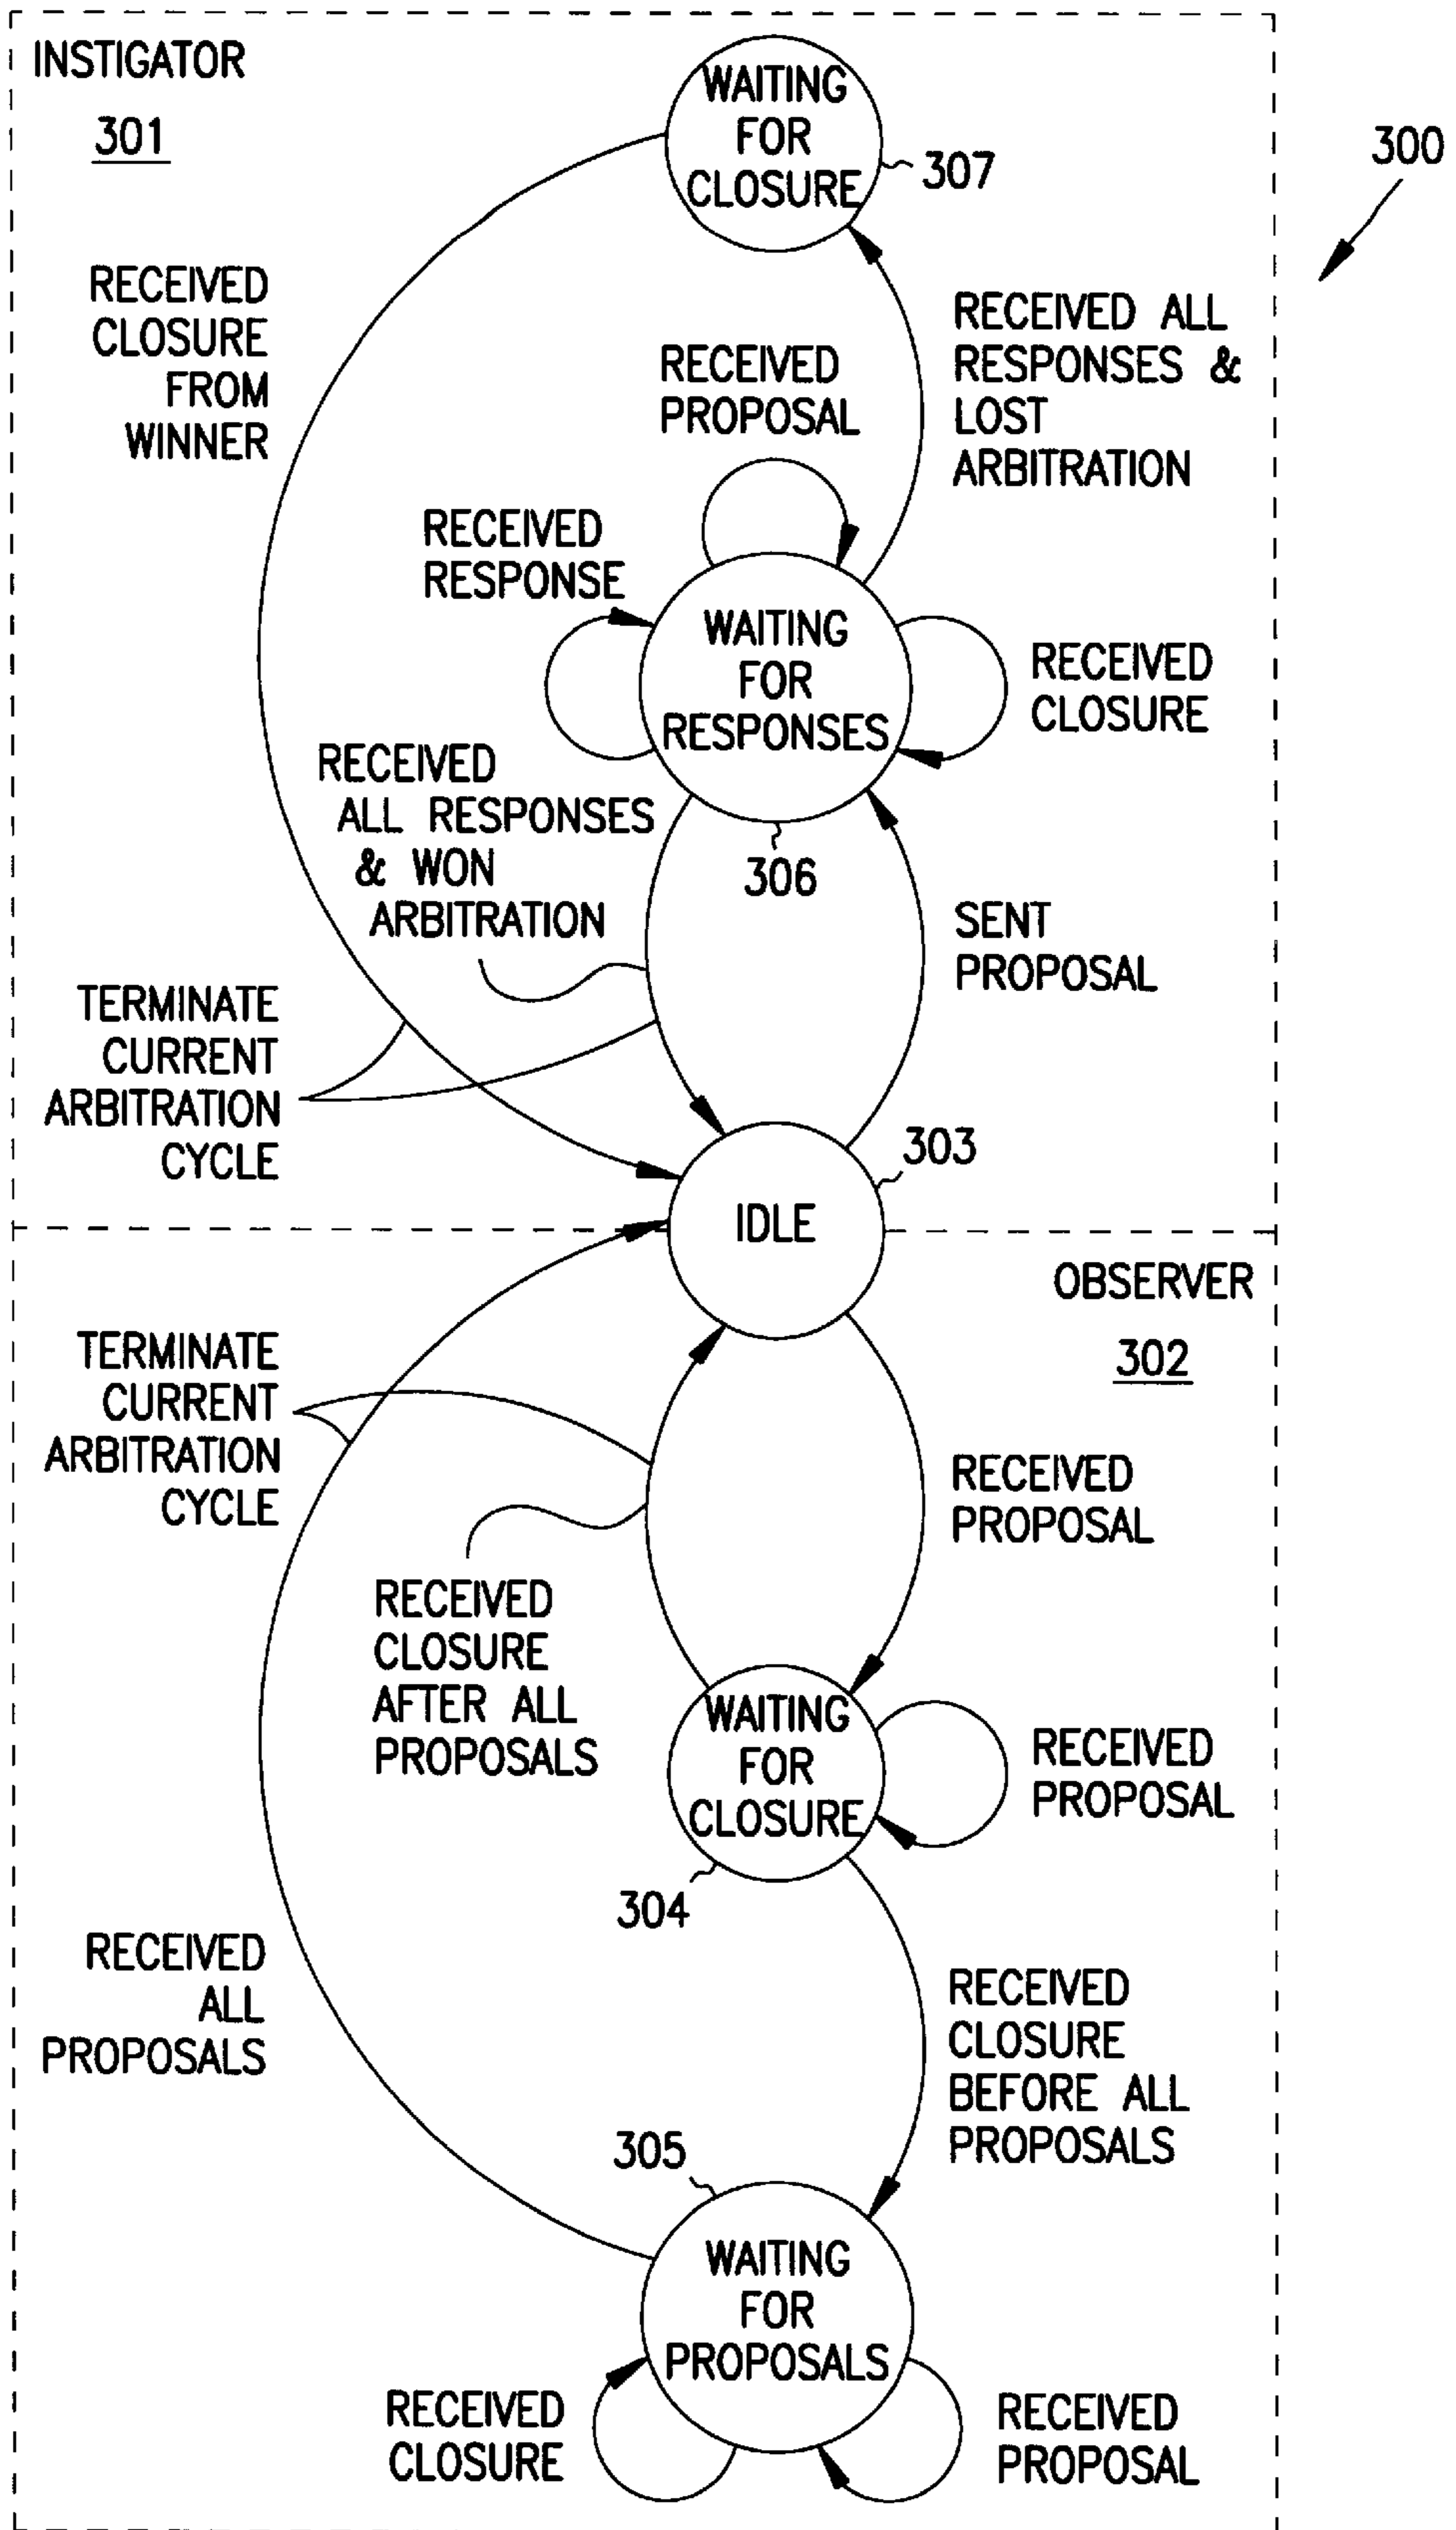 INSTIGATOR
301
300
WAITING
FOR
CLOSURE
307
RECEIVED
CLOSURE
FROM
WINNER
RECEIVED ALL
RESPONSES &
LOST
ARBITRATION
RECEIVED
PROPOSAL
RECEIVED
RESPONSE
WAITING
FOR
RESPONSES
306
RECEIVED
CLOSURE
RECEIVED
ALL RESPONSES
& WON
ARBITRATION
SENT
PROPOSAL
TERMINATE
CURRENT
ARBITRATION
CYCLE
303
IDLE
OBSERVER
302
TERMINATE
CURRENT
ARBITRATION
CYCLE
RECEIVED
PROPOSAL
RECEIVED
CLOSURE
AFTER ALL
PROPOSALS
WAITING
FOR
CLOSURE
304
RECEIVED
PROPOSAL
RECEIVED
ALL
PROPOSALS
RECEIVED
CLOSURE
BEFORE ALL
PROPOSALS
305
WAITING
FOR
PROPOSALS
RECEIVED
CLOSURE
RECEIVED
PROPOSAL